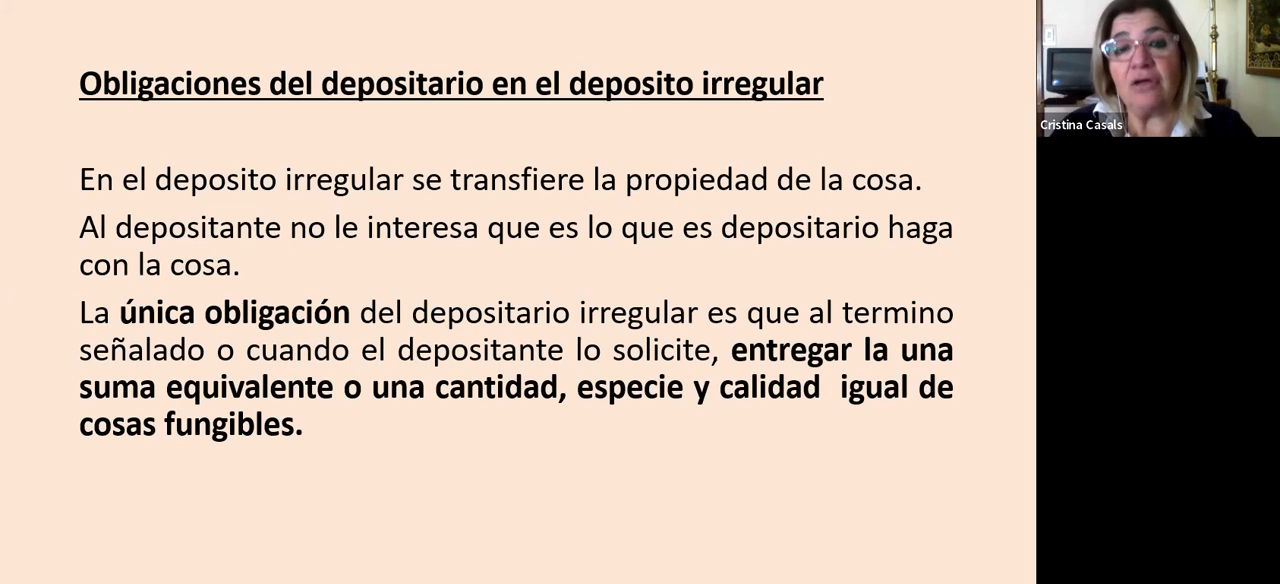 Obligaciones del depositario en el deposito irregular
En el deposito irregular se transfiere la propiedad de la cosa.
Al depositante no le interesa que es lo que es depositario haga
con la cosa.
La única obligación del depositario irregular es que al termino
señalado o cuando el depositante lo solicite, entregar la una
suma equivalente o una cantidad, especie y calidad  igual de
cosas fungibles.
Cristina Casals